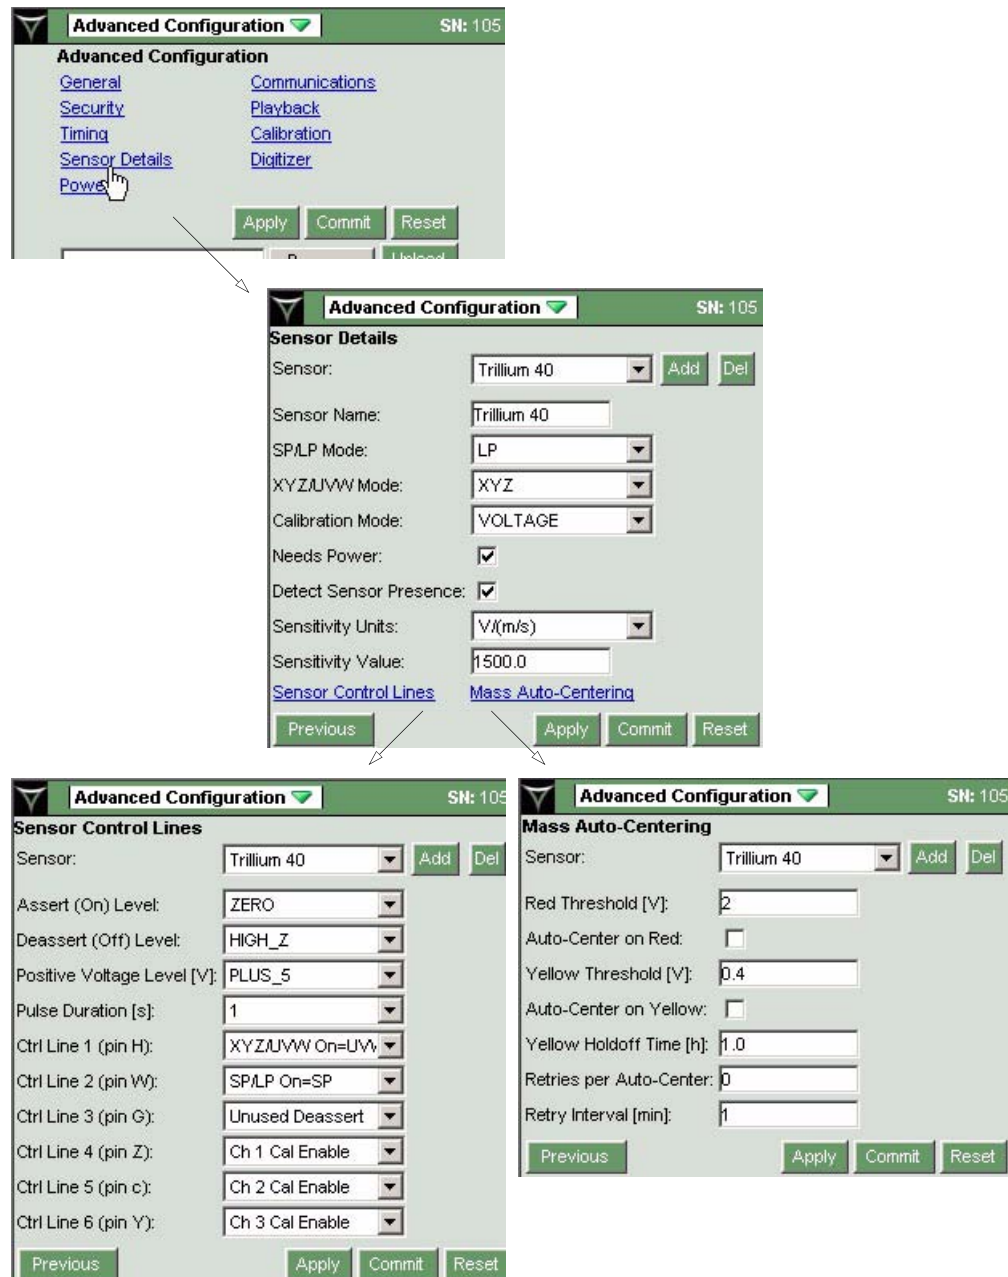 Advanced Configuration SN: 105
Advanced Configuration
General Communications
Security Playback
Timing Calibration
Sensor Details Digitizer
Power
Apply Commit Reset
Advanced Configuration SN: 105
Sensor Details
Sensor: Trillium 40 Add Del
Sensor Name: Trillium 40
SP/LP Mode: LP
XYZ/UVW Mode: XYZ
Calibration Mode: VOLTAGE
Needs Power:
Detect Sensor Presence:
Sensitivity Units: V/(m/s)
Sensitivity Value: 1500.0
Sensor Control Lines Mass Auto-Centering
Previous Apply Commit Reset
Advanced Configuration SN: 105
Sensor Control Lines
Sensor: Trillium 40 Add Del
Assert (On) Level: ZERO
Deassert (Off) Level: HIGH_Z
Positive Voltage Level [V]: PLUS_5
Pulse Duration [s]: 1
Ctrl Line 1 (pin H): XYZ/UVW On=UVW
Ctrl Line 2 (pin W): SP/LP On=SP
Ctrl Line 3 (pin G): Unused Deassert
Ctrl Line 4 (pin Z): Ch 1 Cal Enable
Ctrl Line 5 (pin c): Ch 2 Cal Enable
Ctrl Line 6 (pin Y): Ch 3 Cal Enable
Previous Apply Commit Reset
Advanced Configuration SN: 105
Mass Auto-Centering
Sensor: Trillium 40 Add Del
Red Threshold [V]: 2
Auto-Center on Red:
Yellow Threshold [V]: 0.4
Auto-Center on Yellow:
Yellow Holdoff Time [h]: 1.0
Retries per Auto-Center: 0
Retry Interval [min]: 1
Previous Apply Commit Reset